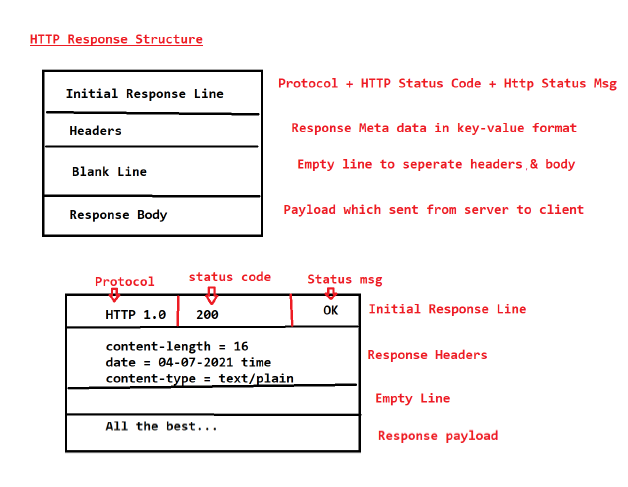 HTTP Response Structure
Initial Response Line
Protocol + HTTP Status Code + Http Status Msg
Headers
Response Meta data in key-value format
Blank Line
Empty line to seperate headers & body
Response Body
Payload which sent from server to client
Protocol
status code
Status msg
HTTP 1.0
200
OK
Initial Response Line
content-length = 16
date = 04-07-2021 time
content-type = text/plain
Response Headers
Empty Line
All the best...
Response payload